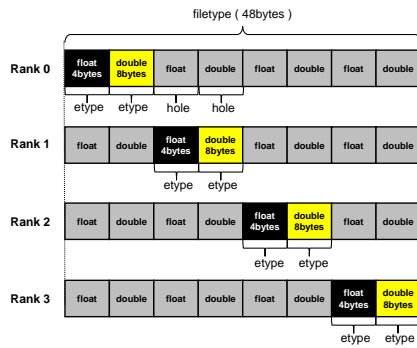 filetype ( 48bytes )
Rank 0
float 4bytes double 8bytes float double float double float double
etype etype hole hole
Rank 1
float double float 4bytes double 8bytes float double float double
etype etype
Rank 2
float double float double float 4bytes double 8bytes float double
etype etype
Rank 3
float double float double float double float 4bytes double 8bytes
etype etype